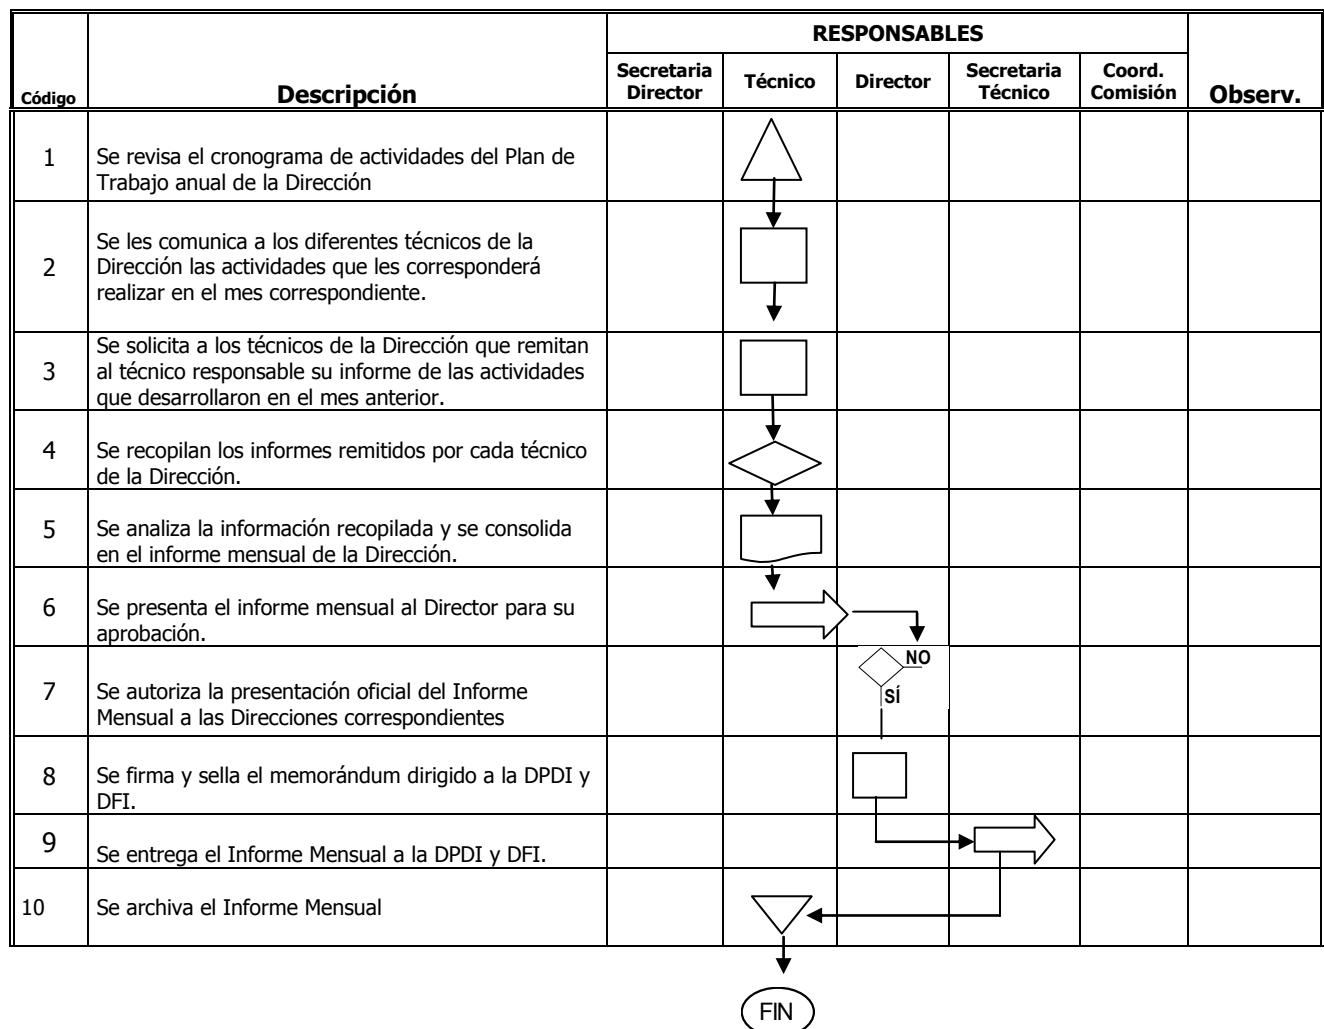 RESPONSABLES
Código
Descripción
Secretaria
Director
Técnico
Director
Secretaria
Técnico
Coord.
Comisión
Observ.
1
Se revisa el cronograma de actividades del Plan de
Trabajo anual de la Dirección
2
Se les comunica a los diferentes técnicos de la
Dirección las actividades que les corresponderá
realizar en el mes correspondiente.
3
Se solicita a los técnicos de la Dirección que remitan
al técnico responsable su informe de las actividades
que desarrollaron en el mes anterior.
4
Se recopilan los informes remitidos por cada técnico
de la Dirección.
5
Se analiza la información recopilada y se consolida
en el informe mensual de la Dirección.
6
Se presenta el informe mensual al Director para su
aprobación.
7
Se autoriza la presentación oficial del Informe
Mensual a las Direcciones correspondientes
NO
SÍ
8
Se firma y sella el memorándum dirigido a la DPDI y
DFI.
9
Se entrega el Informe Mensual a la DPDI y DFI.
10
Se archiva el Informe Mensual
FIN